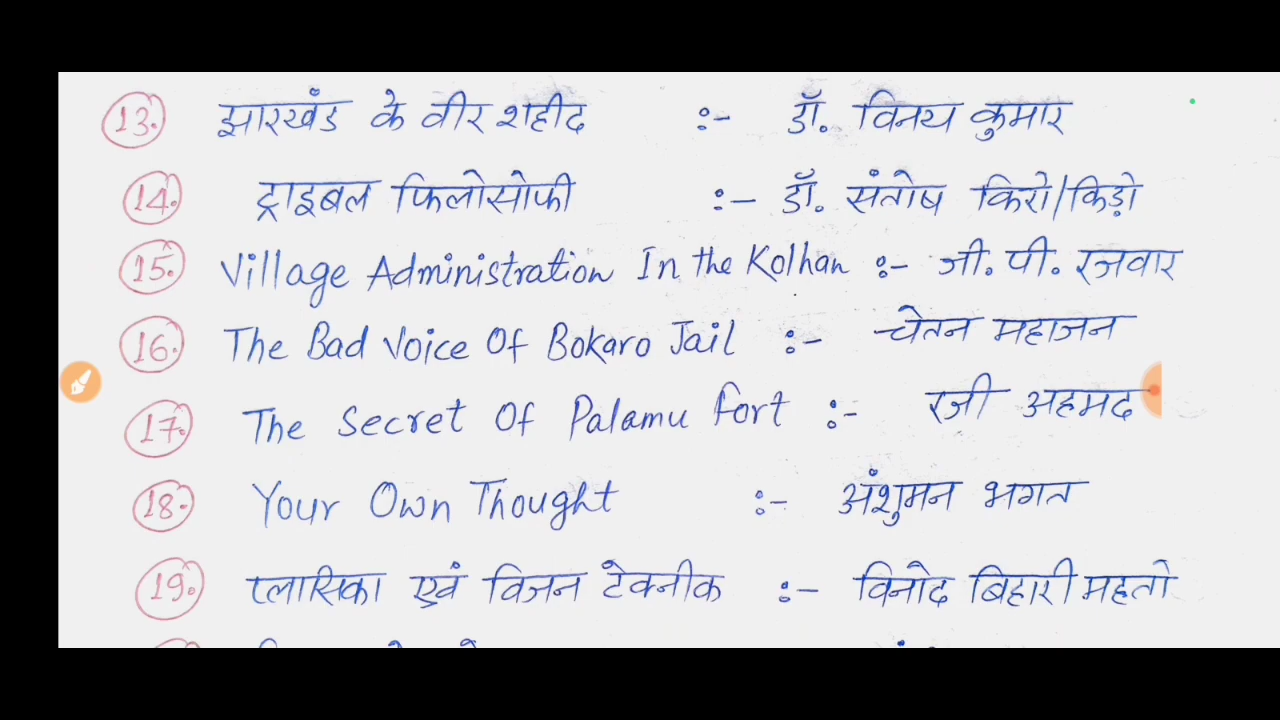 13. झारखंड के वीर शहीद :- डॉ. विनय कुमार
14. ट्राइबल फिलोसोफी :- डॉ. संतोष किरो/किड़ो
15. Village Administration In the Kolhan :- जी. पी. रजवार
16. The Bad Voice Of Bokaro Jail :- चेतन महाजन
17. The Secret Of Palamu Fort :- रजी अहमद
18. Your Own Thought :- अंशुमन भगत
19. प्लासिका एवं विजन टेक्नीक :- विनोद बिहारी महतो